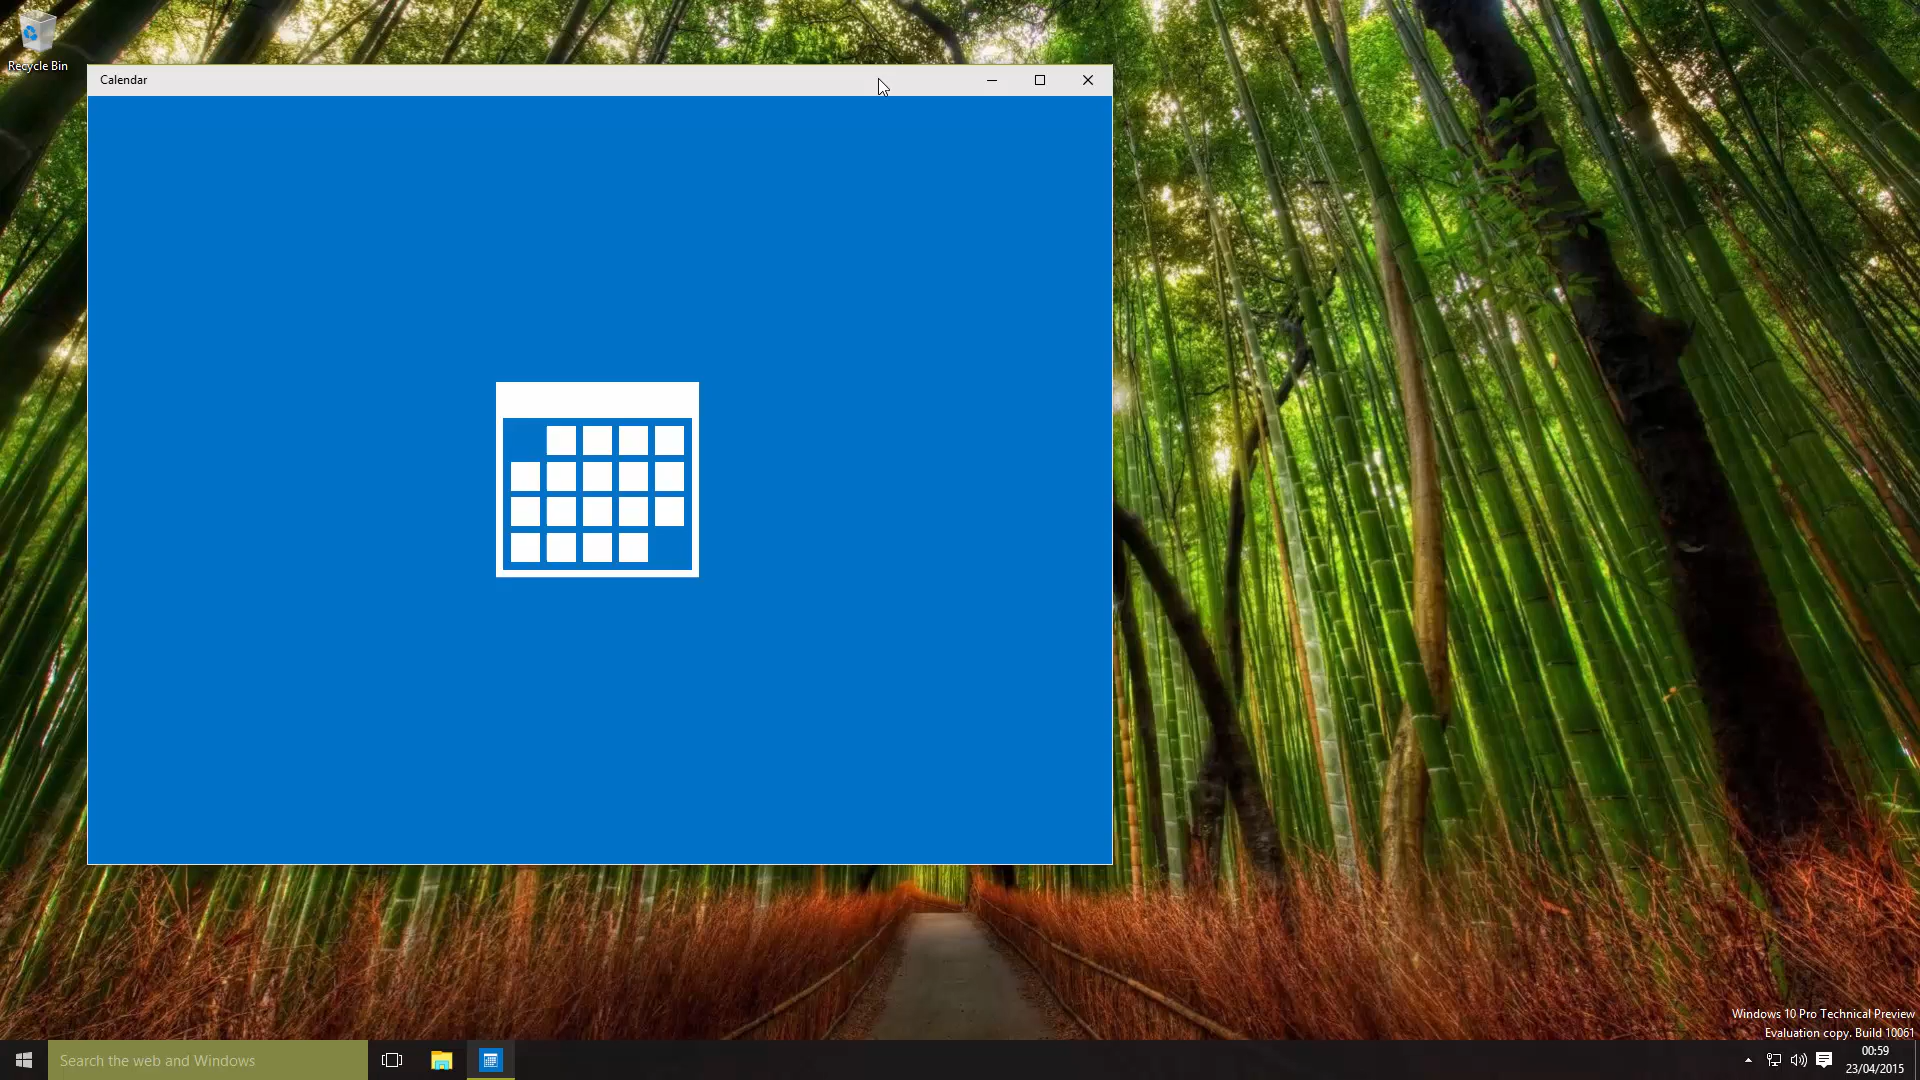 Recycle Bin
Calendar
Windows 10 Pro Technical Preview
Evaluation copy. Build 10061
Search the web and Windows
00:59
23/04/2015